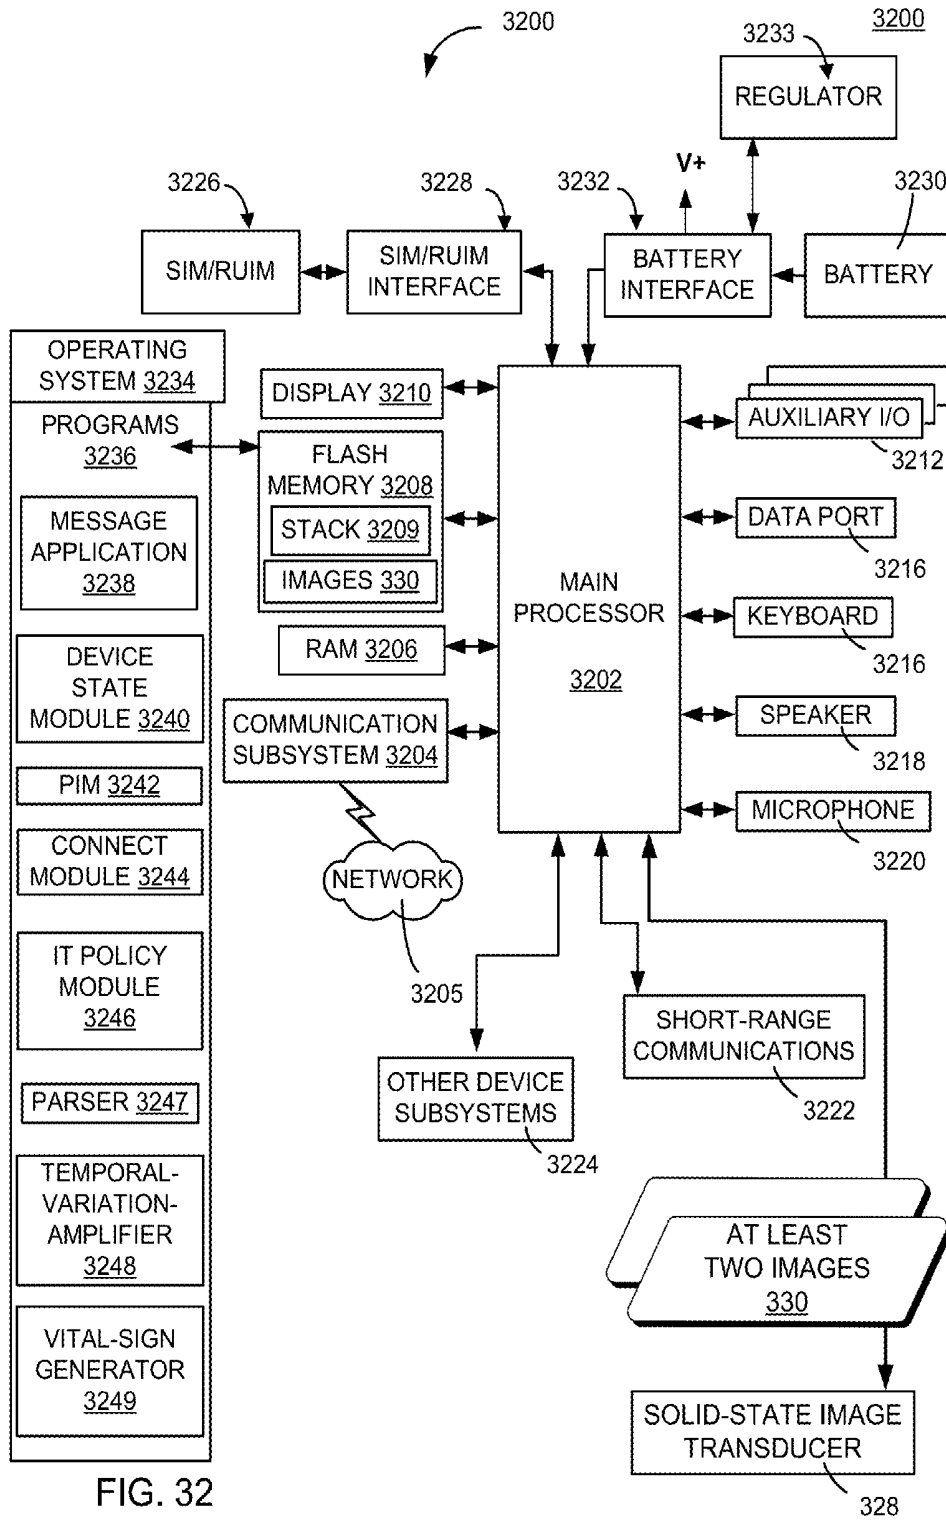 3200
3200
3233
REGULATOR
V+
3226
3228
3232
3230
SIM/RUIM
SIM/RUIM
INTERFACE
BATTERY
INTERFACE
BATTERY
OPERATING
SYSTEM 3234
PROGRAMS
3236
MESSAGE
APPLICATION
3238
DEVICE
STATE
MODULE 3240
PIM 3242
CONNECT
MODULE 3244
IT POLICY
MODULE
3246
PARSER 3247
TEMPORAL-
VARIATION-
AMPLIFIER
3248
VITAL-SIGN
GENERATOR
3249
DISPLAY 3210
FLASH
MEMORY 3208
STACK 3209
IMAGES 330
RAM 3206
COMMUNICATION
SUBSYSTEM 3204
NETWORK
3205
MAIN
PROCESSOR
3202
AUXILIARY I/O
3212
DATA PORT
3216
KEYBOARD
3216
SPEAKER
3218
MICROPHONE
3220
SHORT-RANGE
COMMUNICATIONS
3222
OTHER DEVICE
SUBSYSTEMS
3224
AT LEAST
TWO IMAGES
330
SOLID-STATE IMAGE
TRANSDUCER
328
FIG. 32